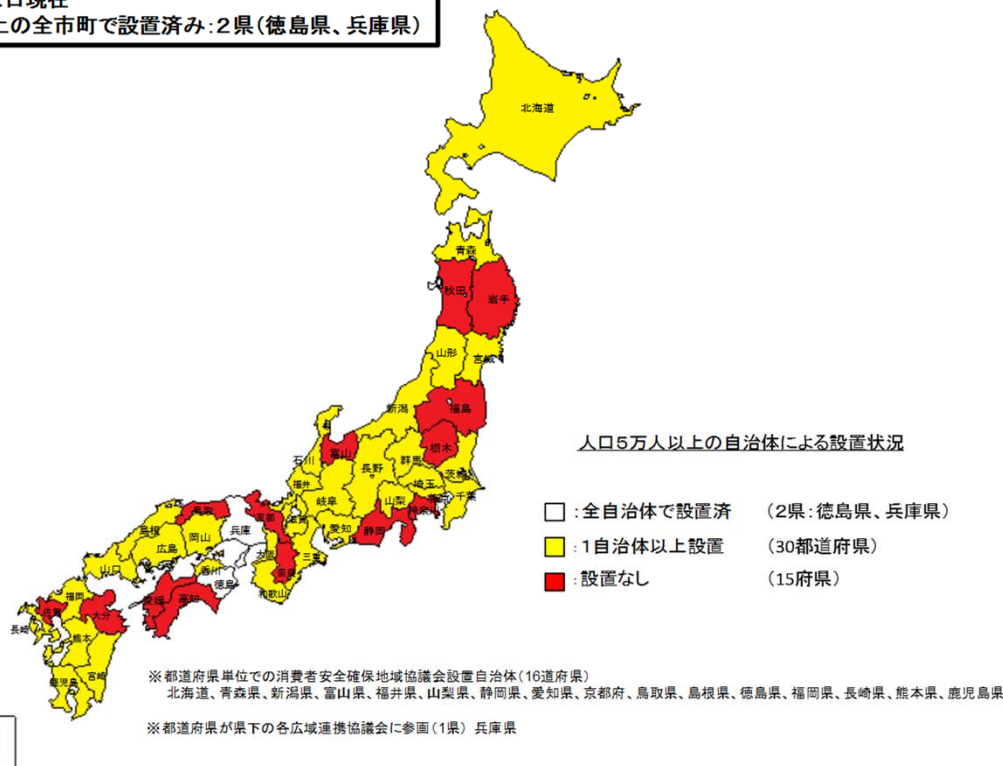 日現在
の全市町で設置済み:2県(徳島県、兵庫県)
北海道
青森
秋田
岩手
山形
宮城
新潟
福島
富山
栃木
石川
群馬
長野
茨城
福井
埼玉
岐阜
山梨
東京
千葉
神奈川
鳥取
京都
滋賀
愛知
静岡
島根
岡山
兵庫
広島
大阪
三重
山口
香川
奈良
徳島
和歌山
福岡
愛媛
高知
佐賀
大分
長崎
熊本
宮崎
鹿児島
人口5万人以上の自治体による設置状況
:全自治体で設置済 (2県:徳島県、兵庫県)
:1自治体以上設置 (30都道府県)
:設置なし (15府県)
※都道府県単位での消費者安全確保地域協議会設置自治体(16道府県)
北海道、青森県、新潟県、富山県、福井県、山梨県、静岡県、愛知県、京都府、鳥取県、島根県、徳島県、福岡県、長崎県、熊本県、鹿児島県
※都道府県が県下の各広域連携協議会に参画(1県) 兵庫県